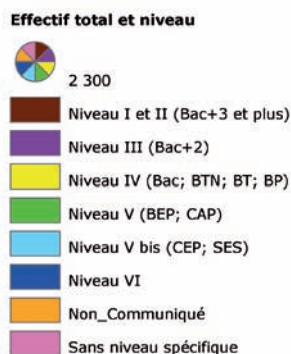 Effectif total et niveau
2 300
Niveau I et II (Bac+3 et plus)
Niveau III (Bac+2)
Niveau IV (Bac; BTN; BT; BP)
Niveau V (BEP; CAP)
Niveau V bis (CEP; SES)
Niveau VI
Non_Communiqué
Sans niveau spécifique